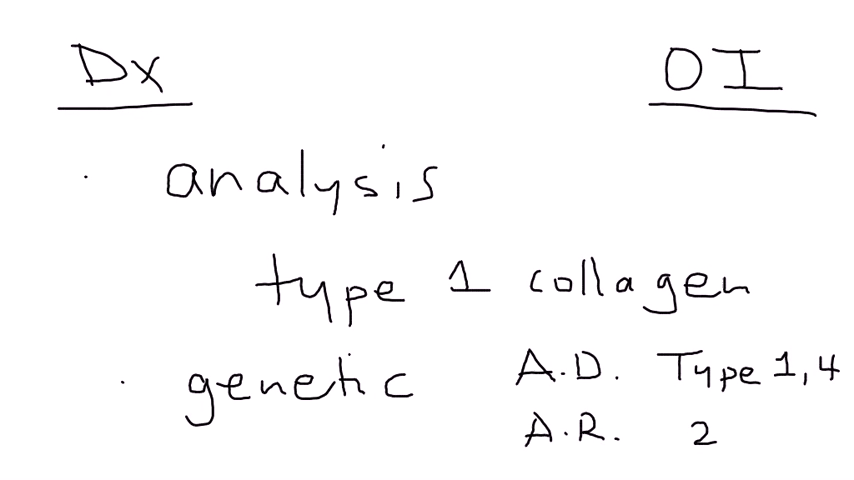 Dx OI
· analysis
type 1 collagen
· genetic A.D. Type 1,4
A.R. 2